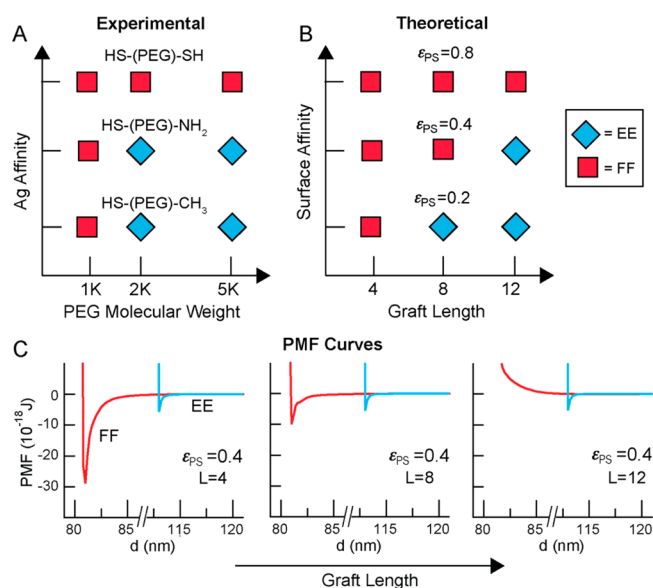 Experimental
Theoretical
A
B
HS-(PEG)-SH
εPS=0.8
HS-(PEG)-NH2
εPS=0.4
HS-(PEG)-CH3
εPS=0.2
Ag Affinity
Surface Affinity
= EE
= FF
1K 2K 5K
4 8 12
PEG Molecular Weight
Graft Length
C
PMF Curves
PMF (10-18J)
0
-10
-20
-30
FF
EE
εPS=0.4
L=4
εPS=0.4
L=8
εPS=0.4
L=12
80 85 115 120
80 85 115 120
80 85 115 120
d (nm)
d (nm)
d (nm)
Graft Length